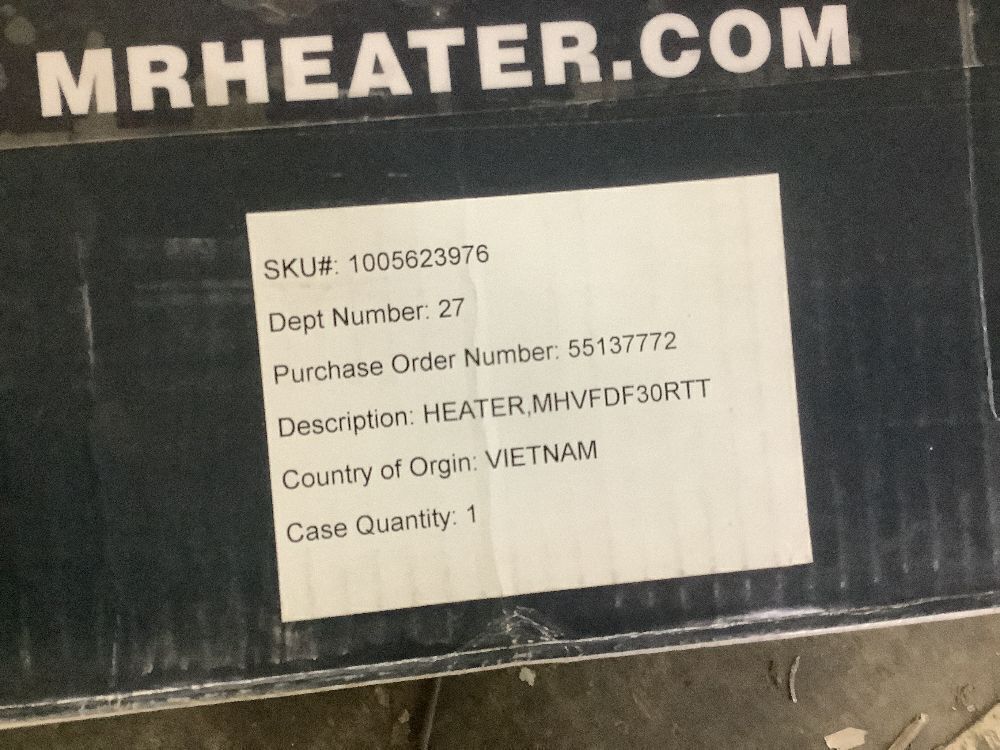 MRHEATER.COM
SKU#: 1005623976
Dept Number: 27
Purchase Order Number: 55137772
Description: HEATER,MHVFDF30RTT
Country of Orgin: VIETNAM
Case Quantity: 1